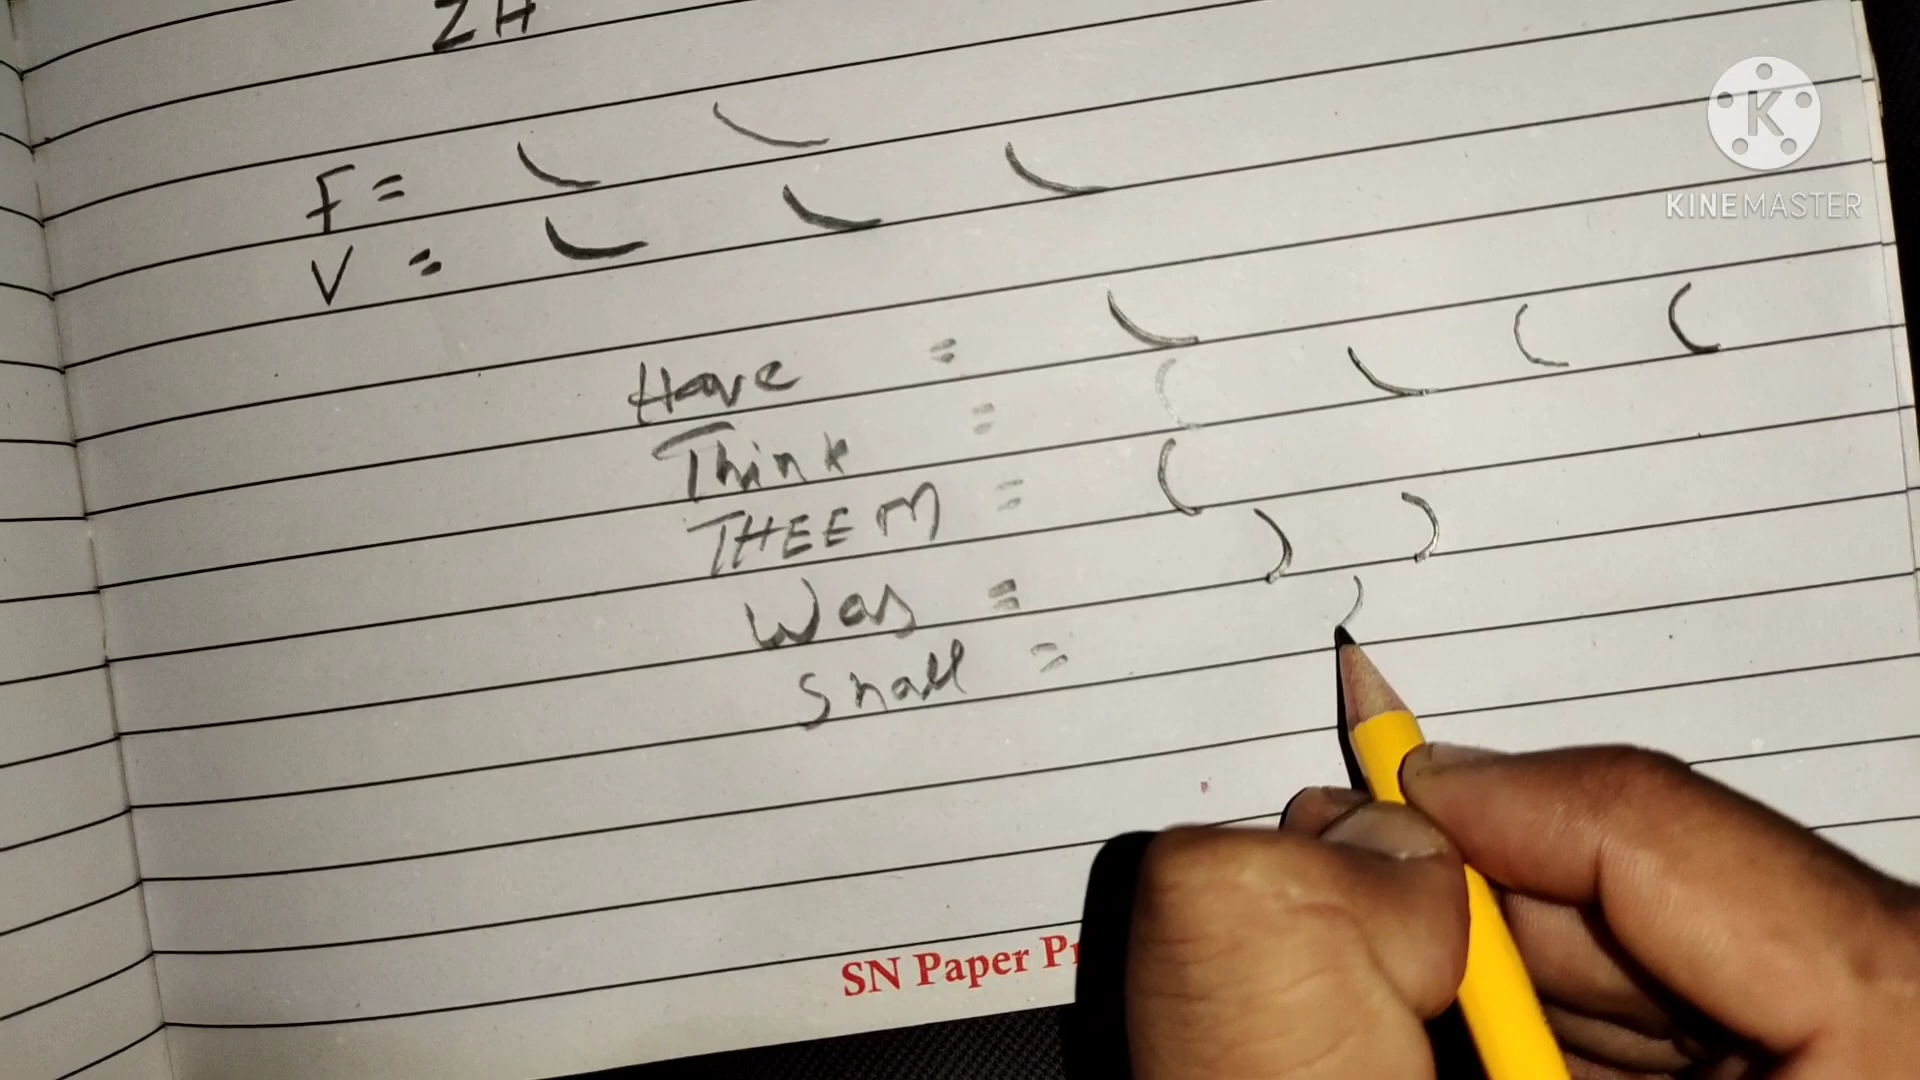 ZH
F =
V =
Have =
Think =
THEEM =
Was =
Shall =
SN Paper Pr
K
KINEMASTER